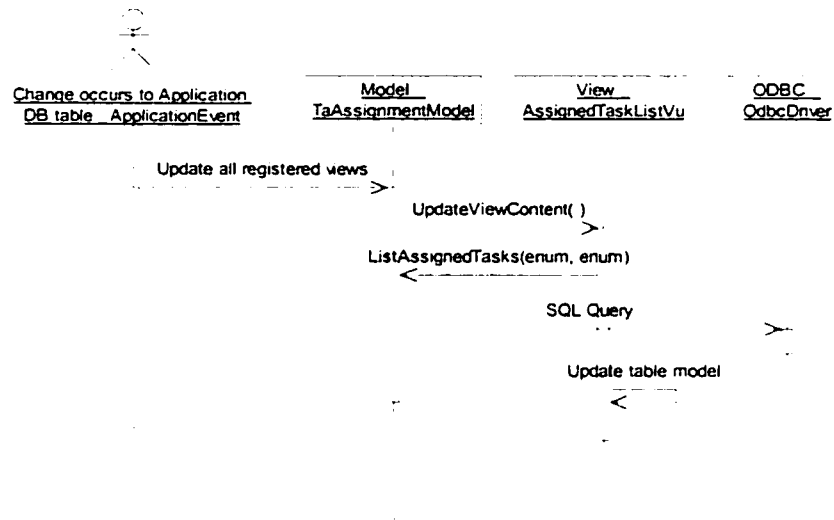 Change occurs to Application
DB table _ ApplicationEvent
Model
TaAssignmentModel
View
AssignedTaskListVu
ODBC
OdbcDriver
Update all registered views
UpdateViewContent( )
ListAssignedTasks(enum, enum)
SQL Query
Update table model